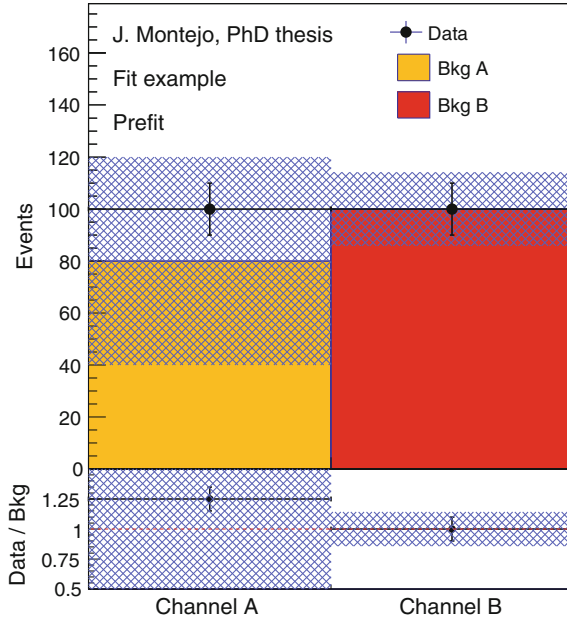 J. Montejo, PhD thesis
Fit example
Prefit
Data
Bkg A
Bkg B
Events
160
140
120
100
80
60
40
20
0
Data / Bkg
1.25
1
0.75
0.5
Channel A
Channel B